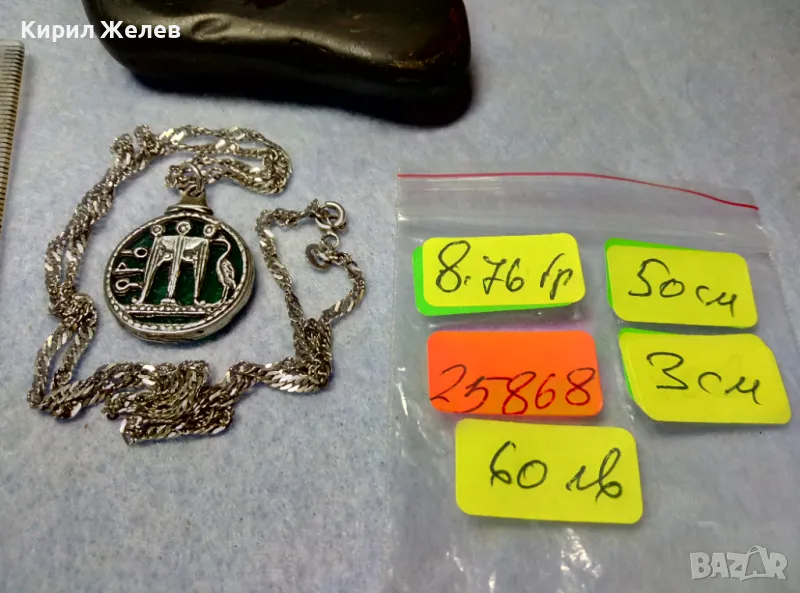 Кирил Желев
8.76 гр
50 см
25868
3 см
60 лв
BAZAR